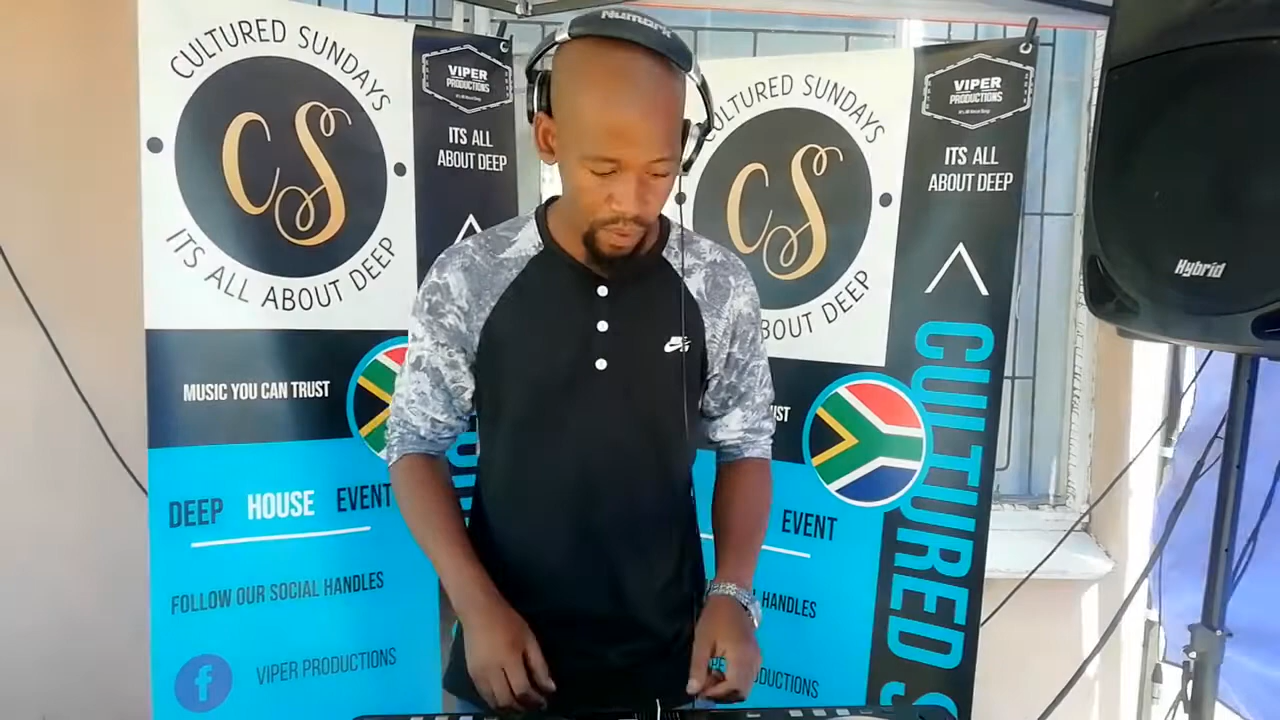 CULTURED SUNDAYS
CS
ITS ALL ABOUT DEEP
VIPER
PRODUCTIONS
ITS ALL
ABOUT DEEP
MUSIC YOU CAN TRUST
DEEP HOUSE EVENT
FOLLOW OUR SOCIAL HANDLES
f VIPER PRODUCTIONS
Numark
CULTURED SUNDAYS
CS
BOUT DEEP
VIPER
PRODUCTIONS
ITS ALL
ABOUT DEEP
EVENT
HANDLES
CULTURED S
Hybrid